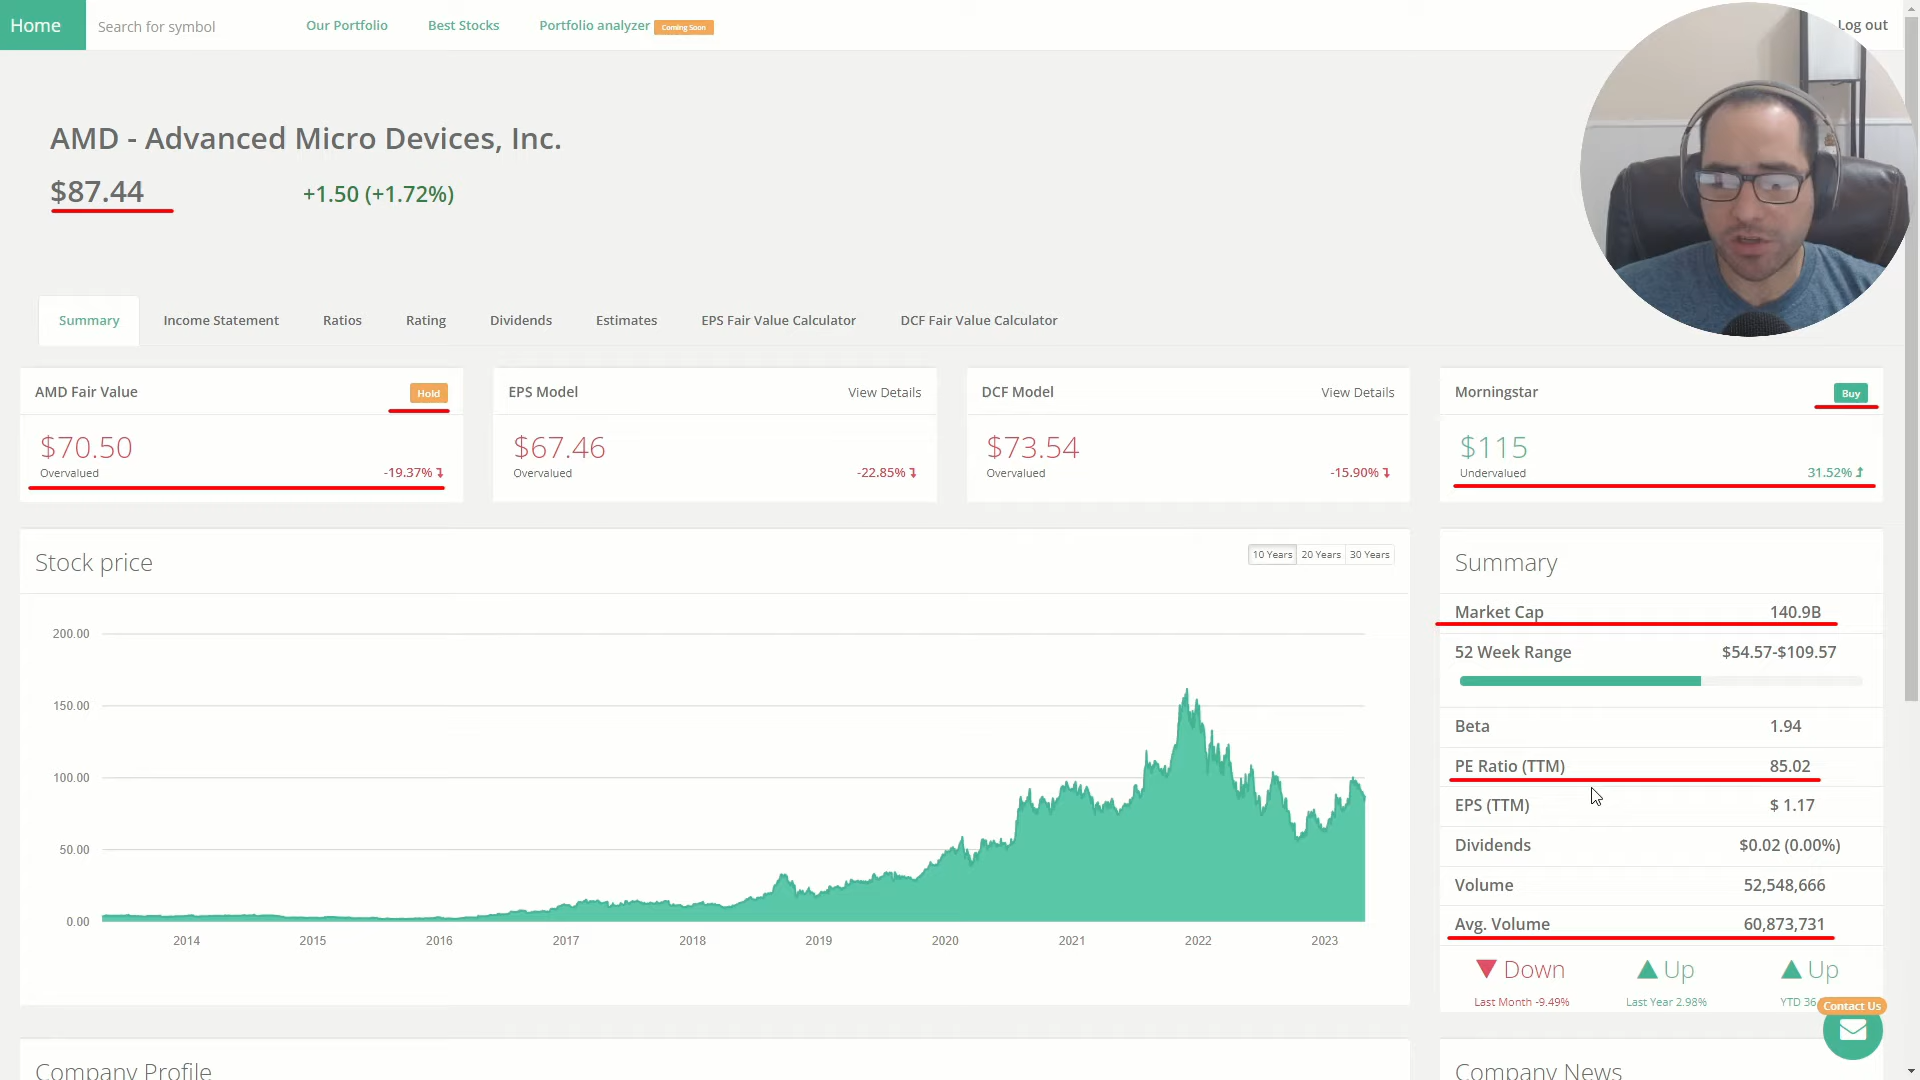 Home
Search for symbol
Our Portfolio
Best Stocks
Portfolio analyzer
Coming Soon
Log out
AMD - Advanced Micro Devices, Inc.
$87.44
+1.50 (+1.72%)
Summary
Income Statement
Ratios
Rating
Dividends
Estimates
EPS Fair Value Calculator
DCF Fair Value Calculator
AMD Fair Value
Hold
$70.50
Overvalued
-19.37%
EPS Model
View Details
$67.46
Overvalued
-22.85%
DCF Model
View Details
$73.54
Overvalued
-15.90%
Morningstar
Buy
$115
Undervalued
31.52%
Stock price
10 Years
20 Years
30 Years
200.00
150.00
100.00
50.00
0.00
2014
2015
2016
2017
2018
2019
2020
2021
2022
2023
Summary
Market Cap 140.9B
52 Week Range $54.57-$109.57
Beta 1.94
PE Ratio (TTM) 85.02
EPS (TTM) $ 1.17
Dividends $0.02 (0.00%)
Volume 52,548,666
Avg. Volume 60,873,731
Down
Last Month -9.49%
Up
Last Year 2.98%
Up
YTD 36
Contact Us
Company Profile
Company News